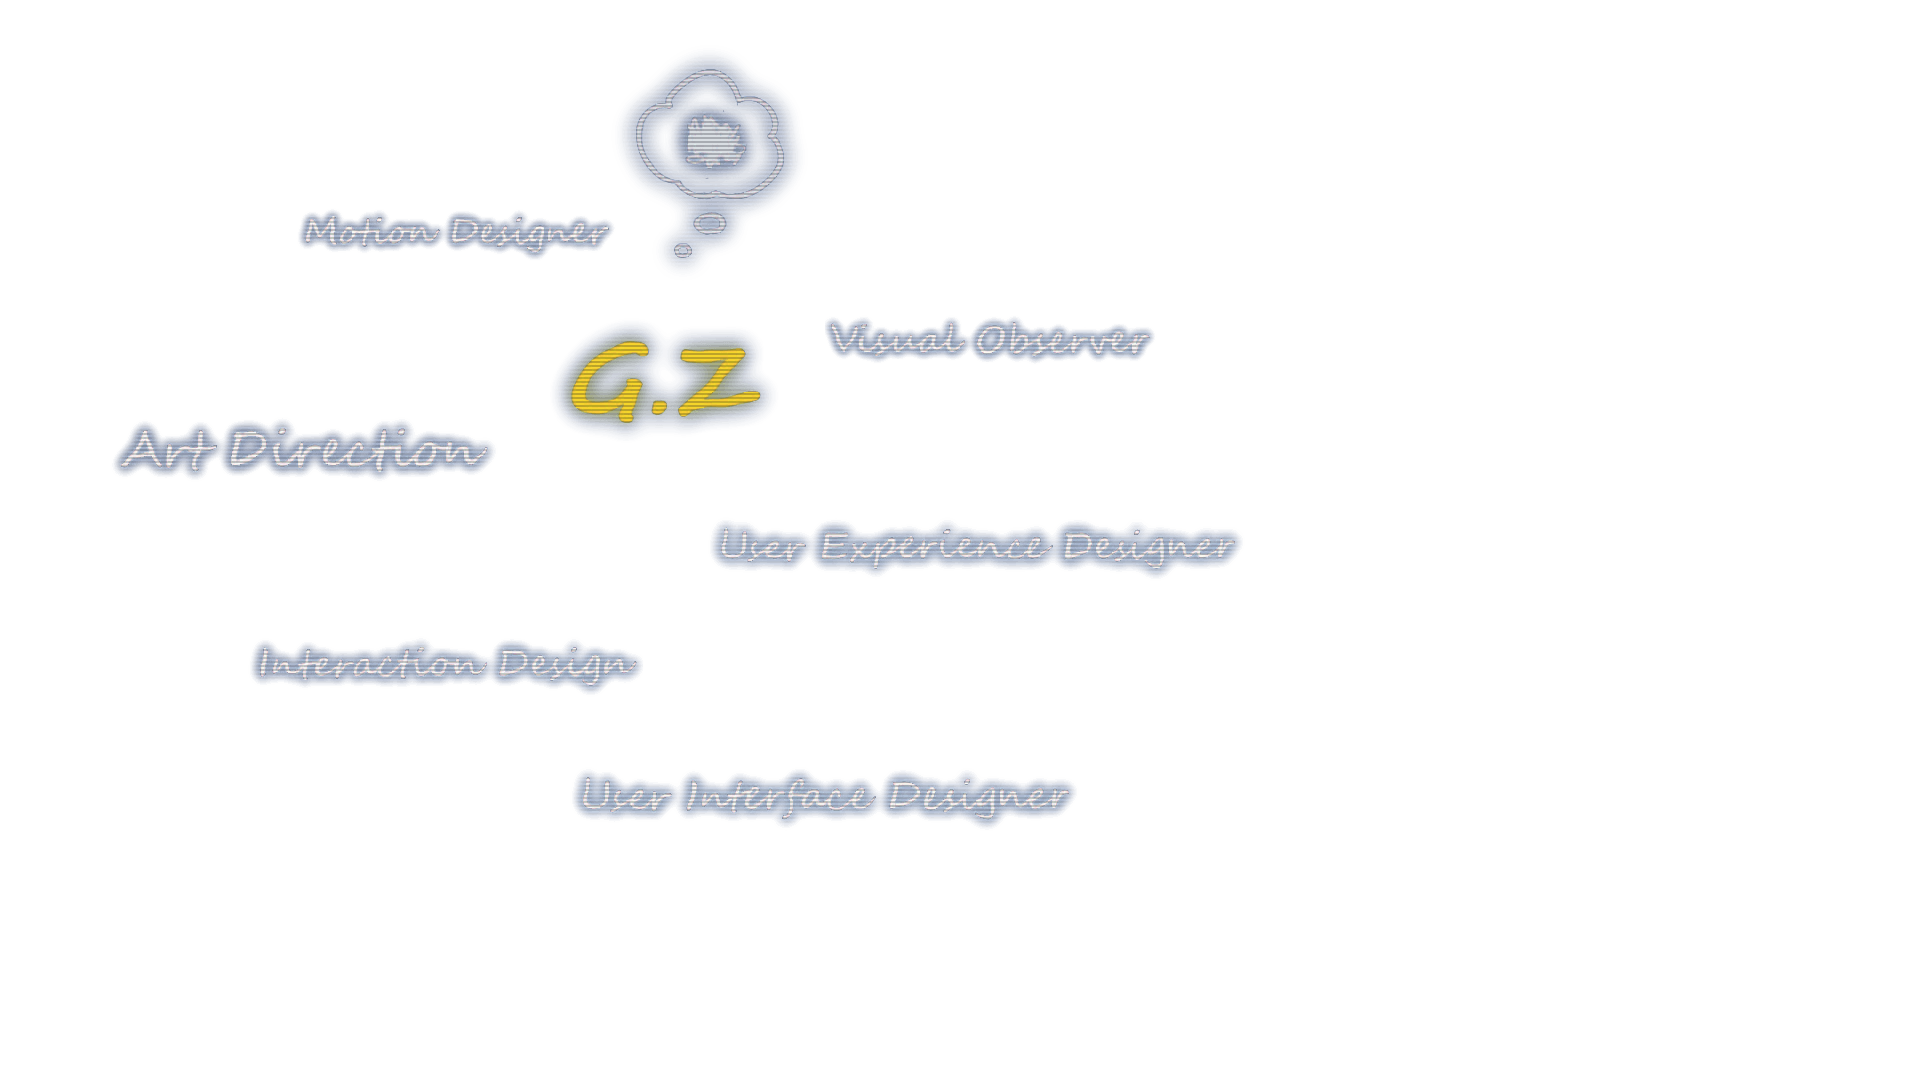 Motion Designer
Visual Observer
G.Z
Art Direction
User Experience Designer
Interaction Design
User Interface Designer